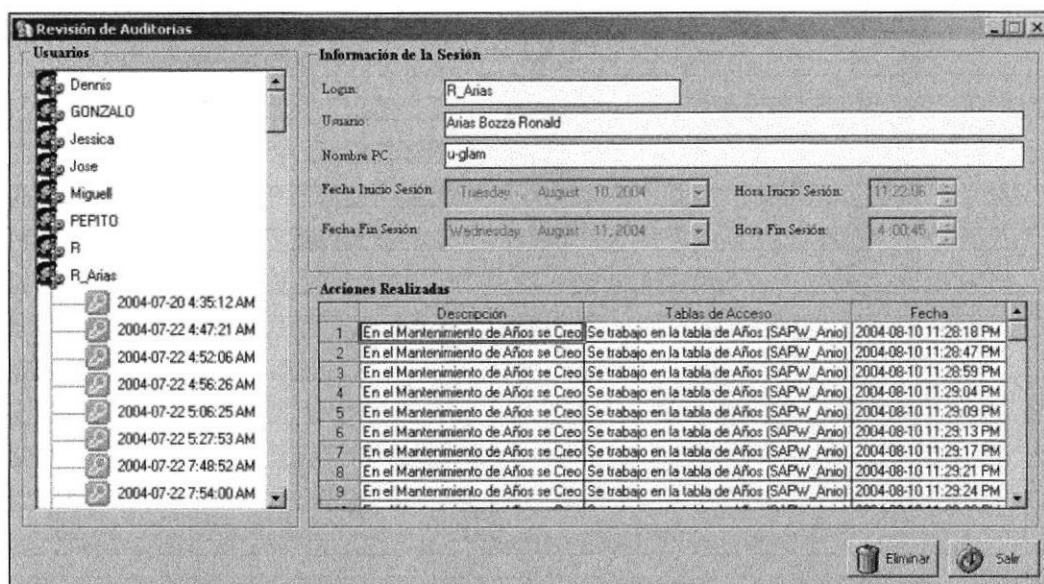 Revisión de Auditorias
Usuarios
Dennis
GONZALO
Jessica
Jose
Miguell
PEPITO
R
R_Arias
2004-07-20 4:35:12 AM
2004-07-22 4:47:21 AM
2004-07-22 4:52:06 AM
2004-07-22 4:56:26 AM
2004-07-22 5:06:25 AM
2004-07-22 5:27:53 AM
2004-07-22 7:48:52 AM
2004-07-22 7:54:00 AM
Información de la Sesión
Login: R_Arias
Usuario Arias Bozza Ronald
Nombre PC: u-glam
Fecha Inicio Sesión Tuesday , August 10, 2004 Hora Inicio Sesión: 11:22:06
Fecha Fin Sesión: Wednesday, August 11, 2004 Hora Fin Sesión: 4:00:45
Acciones Realizadas
Descripción Tablas de Acceso Fecha
1 En el Mantenimiento de Años se Creo Se trabajo en la tabla de Años (SAPW_Anio) 2004-08-10 11:28:18 PM
2 En el Mantenimiento de Años se Creo Se trabajo en la tabla de Años (SAPW_Anio) 2004-08-10 11:28:47 PM
3 En el Mantenimiento de Años se Creo Se trabajo en la tabla de Años (SAPW_Anio) 2004-08-10 11:28:59 PM
4 En el Mantenimiento de Años se Creo Se trabajo en la tabla de Años (SAPW_Anio) 2004-08-10 11:29:04 PM
5 En el Mantenimiento de Años se Creo Se trabajo en la tabla de Años (SAPW_Anio) 2004-08-10 11:29:09 PM
6 En el Mantenimiento de Años se Creo Se trabajo en la tabla de Años (SAPW_Anio) 2004-08-10 11:29:13 PM
7 En el Mantenimiento de Años se Creo Se trabajo en la tabla de Años (SAPW_Anio) 2004-08-10 11:29:17 PM
8 En el Mantenimiento de Años se Creo Se trabajo en la tabla de Años (SAPW_Anio) 2004-08-10 11:29:21 PM
9 En el Mantenimiento de Años se Creo Se trabajo en la tabla de Años (SAPW_Anio) 2004-08-10 11:29:24 PM
Eliminar Salir